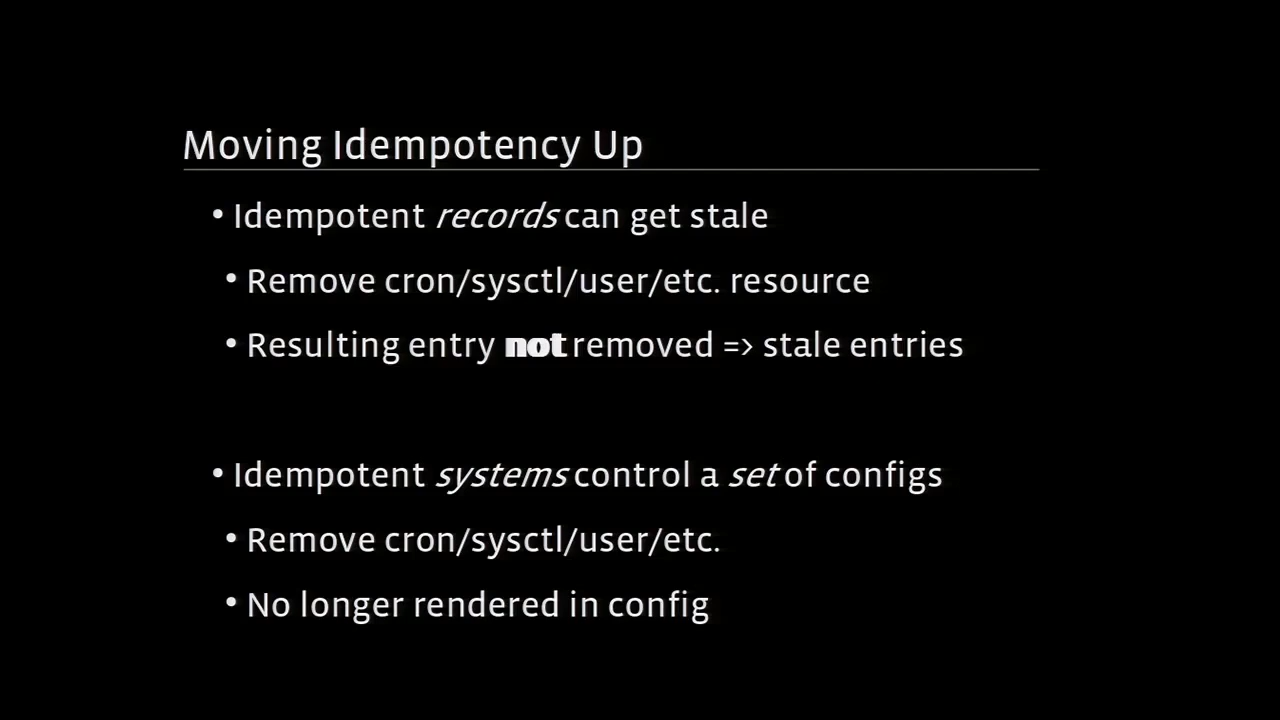 Moving Idempotency Up
• Idempotent records can get stale
• Remove cron/sysctl/user/etc. resource
• Resulting entry not removed => stale entries
• Idempotent systems control a set of configs
• Remove cron/sysctl/user/etc.
• No longer rendered in config